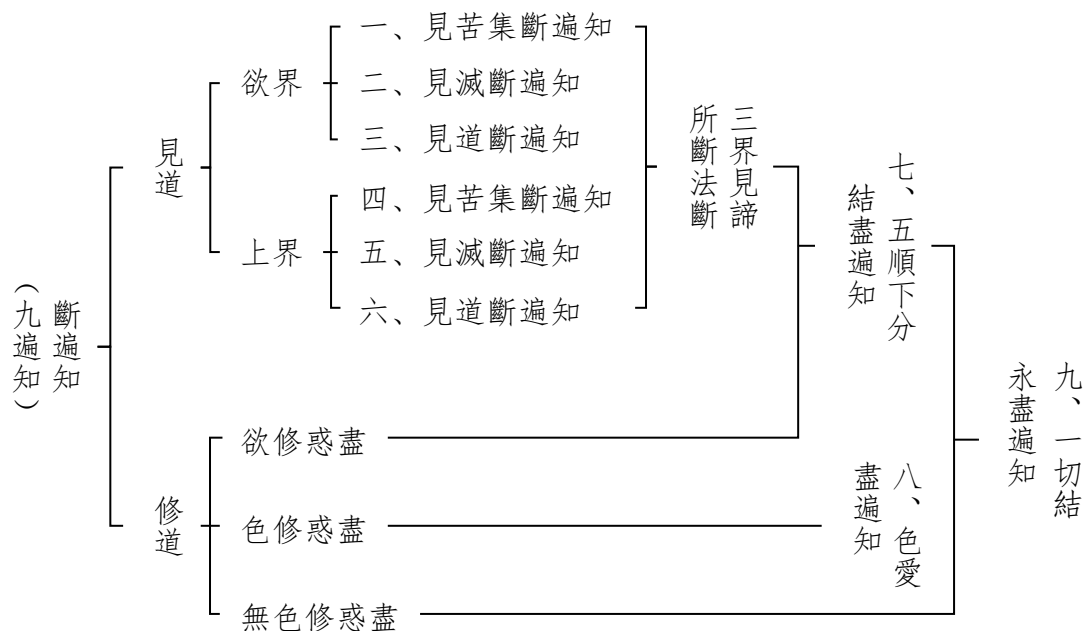 斷遍知
（九遍知）
見道
欲界
一、見苦集斷遍知
二、見滅斷遍知
三、見道斷遍知
上界
四、見苦集斷遍知
五、見滅斷遍知
六、見道斷遍知
三界見諦
所斷法斷
七、五順下分
結盡遍知
修道
欲修惑盡
色修惑盡
八、色愛
盡遍知
無色修惑盡
九、一切結
永盡遍知